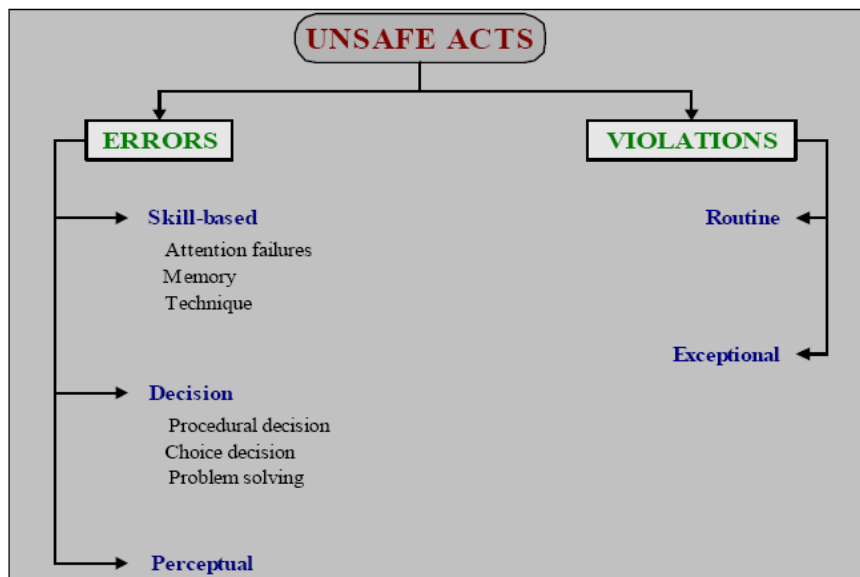 UNSAFE ACTS
ERRORS
VIOLATIONS
Skill-based
Attention failures
Memory
Technique
Routine
Exceptional
Decision
Procedural decision
Choice decision
Problem solving
Perceptual